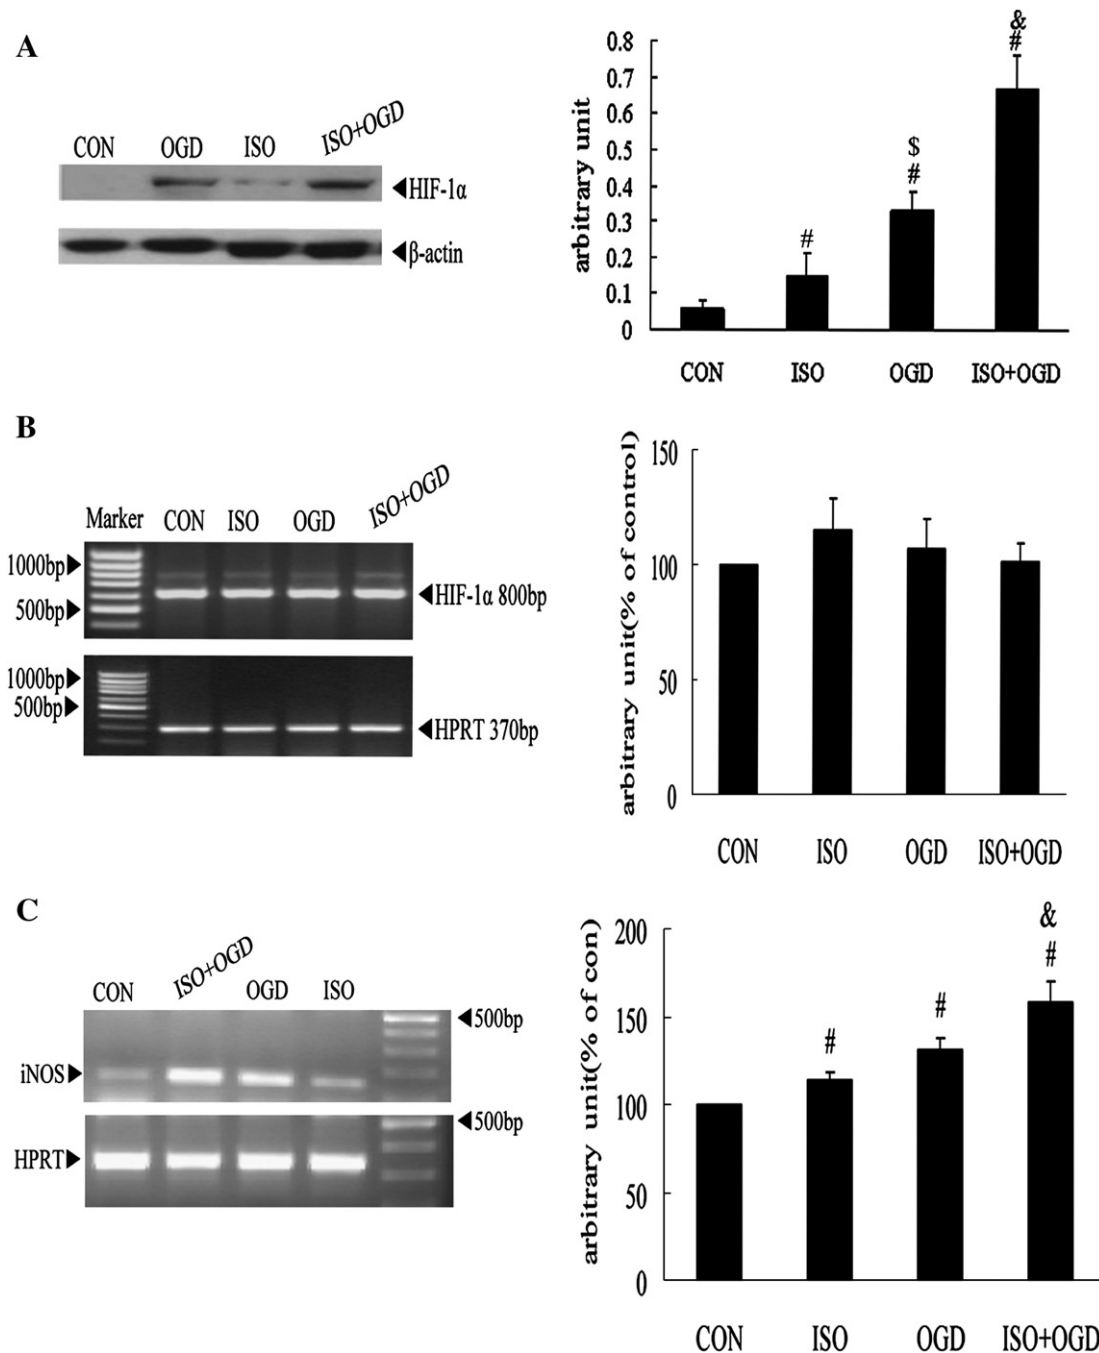 A
CON OGD ISO ISO+OGD
HIF-1α
β-actin
arbitrary unit
0.8
0.7
0.6
0.5
0.4
0.3
0.2
0.1
0
#
$
#
&
#
CON ISO OGD ISO+OGD
B
Marker CON ISO OGD ISO+OGD
1000bp
500bp
HIF-1α 800bp
1000bp
500bp
HPRT 370bp
arbitrary unit(% of control)
150
100
50
0
CON ISO OGD ISO+OGD
C
CON ISO+OGD OGD ISO
500bp
iNOS
500bp
HPRT
arbitrary unit(% of con)
200
150
100
50
0
#
#
&
#
CON ISO OGD ISO+OGD